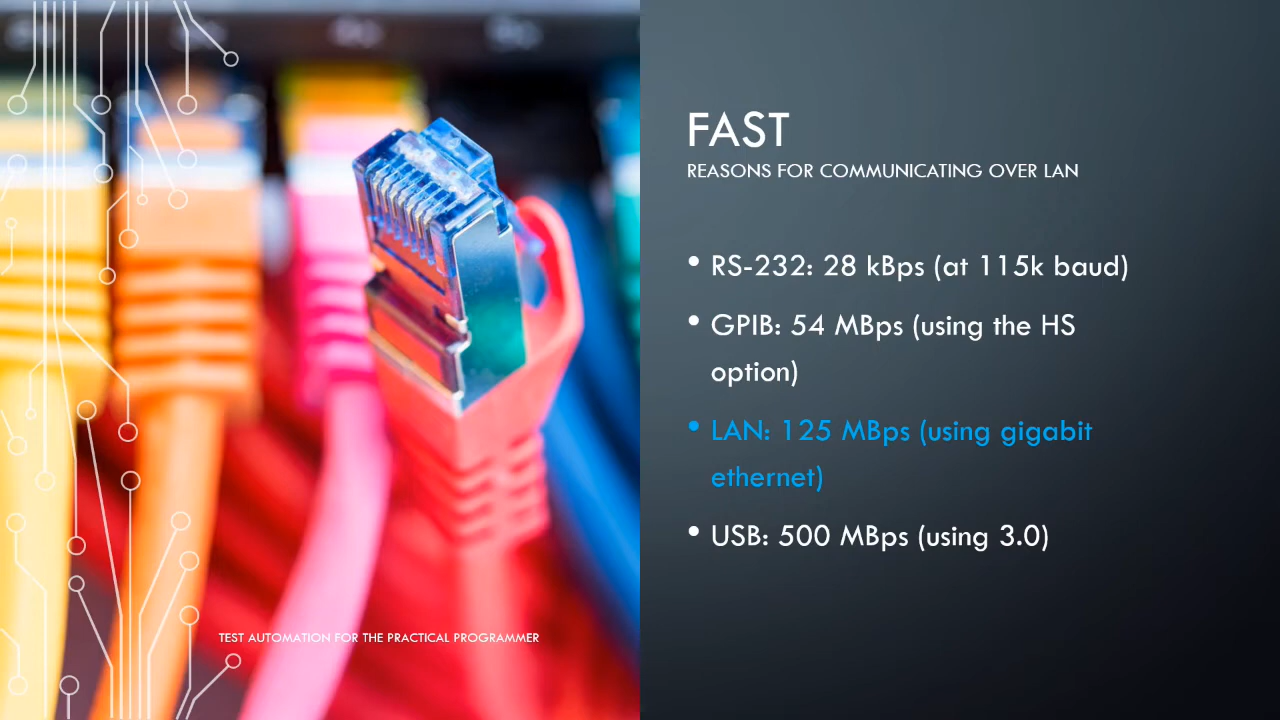 FAST
REASONS FOR COMMUNICATING OVER LAN
• RS-232: 28 kBps (at 115k baud)
• GPIB: 54 MBps (using the HS
option)
• LAN: 125 MBps (using gigabit
ethernet)
• USB: 500 MBps (using 3.0)
TEST AUTOMATION FOR THE PRACTICAL PROGRAMMER